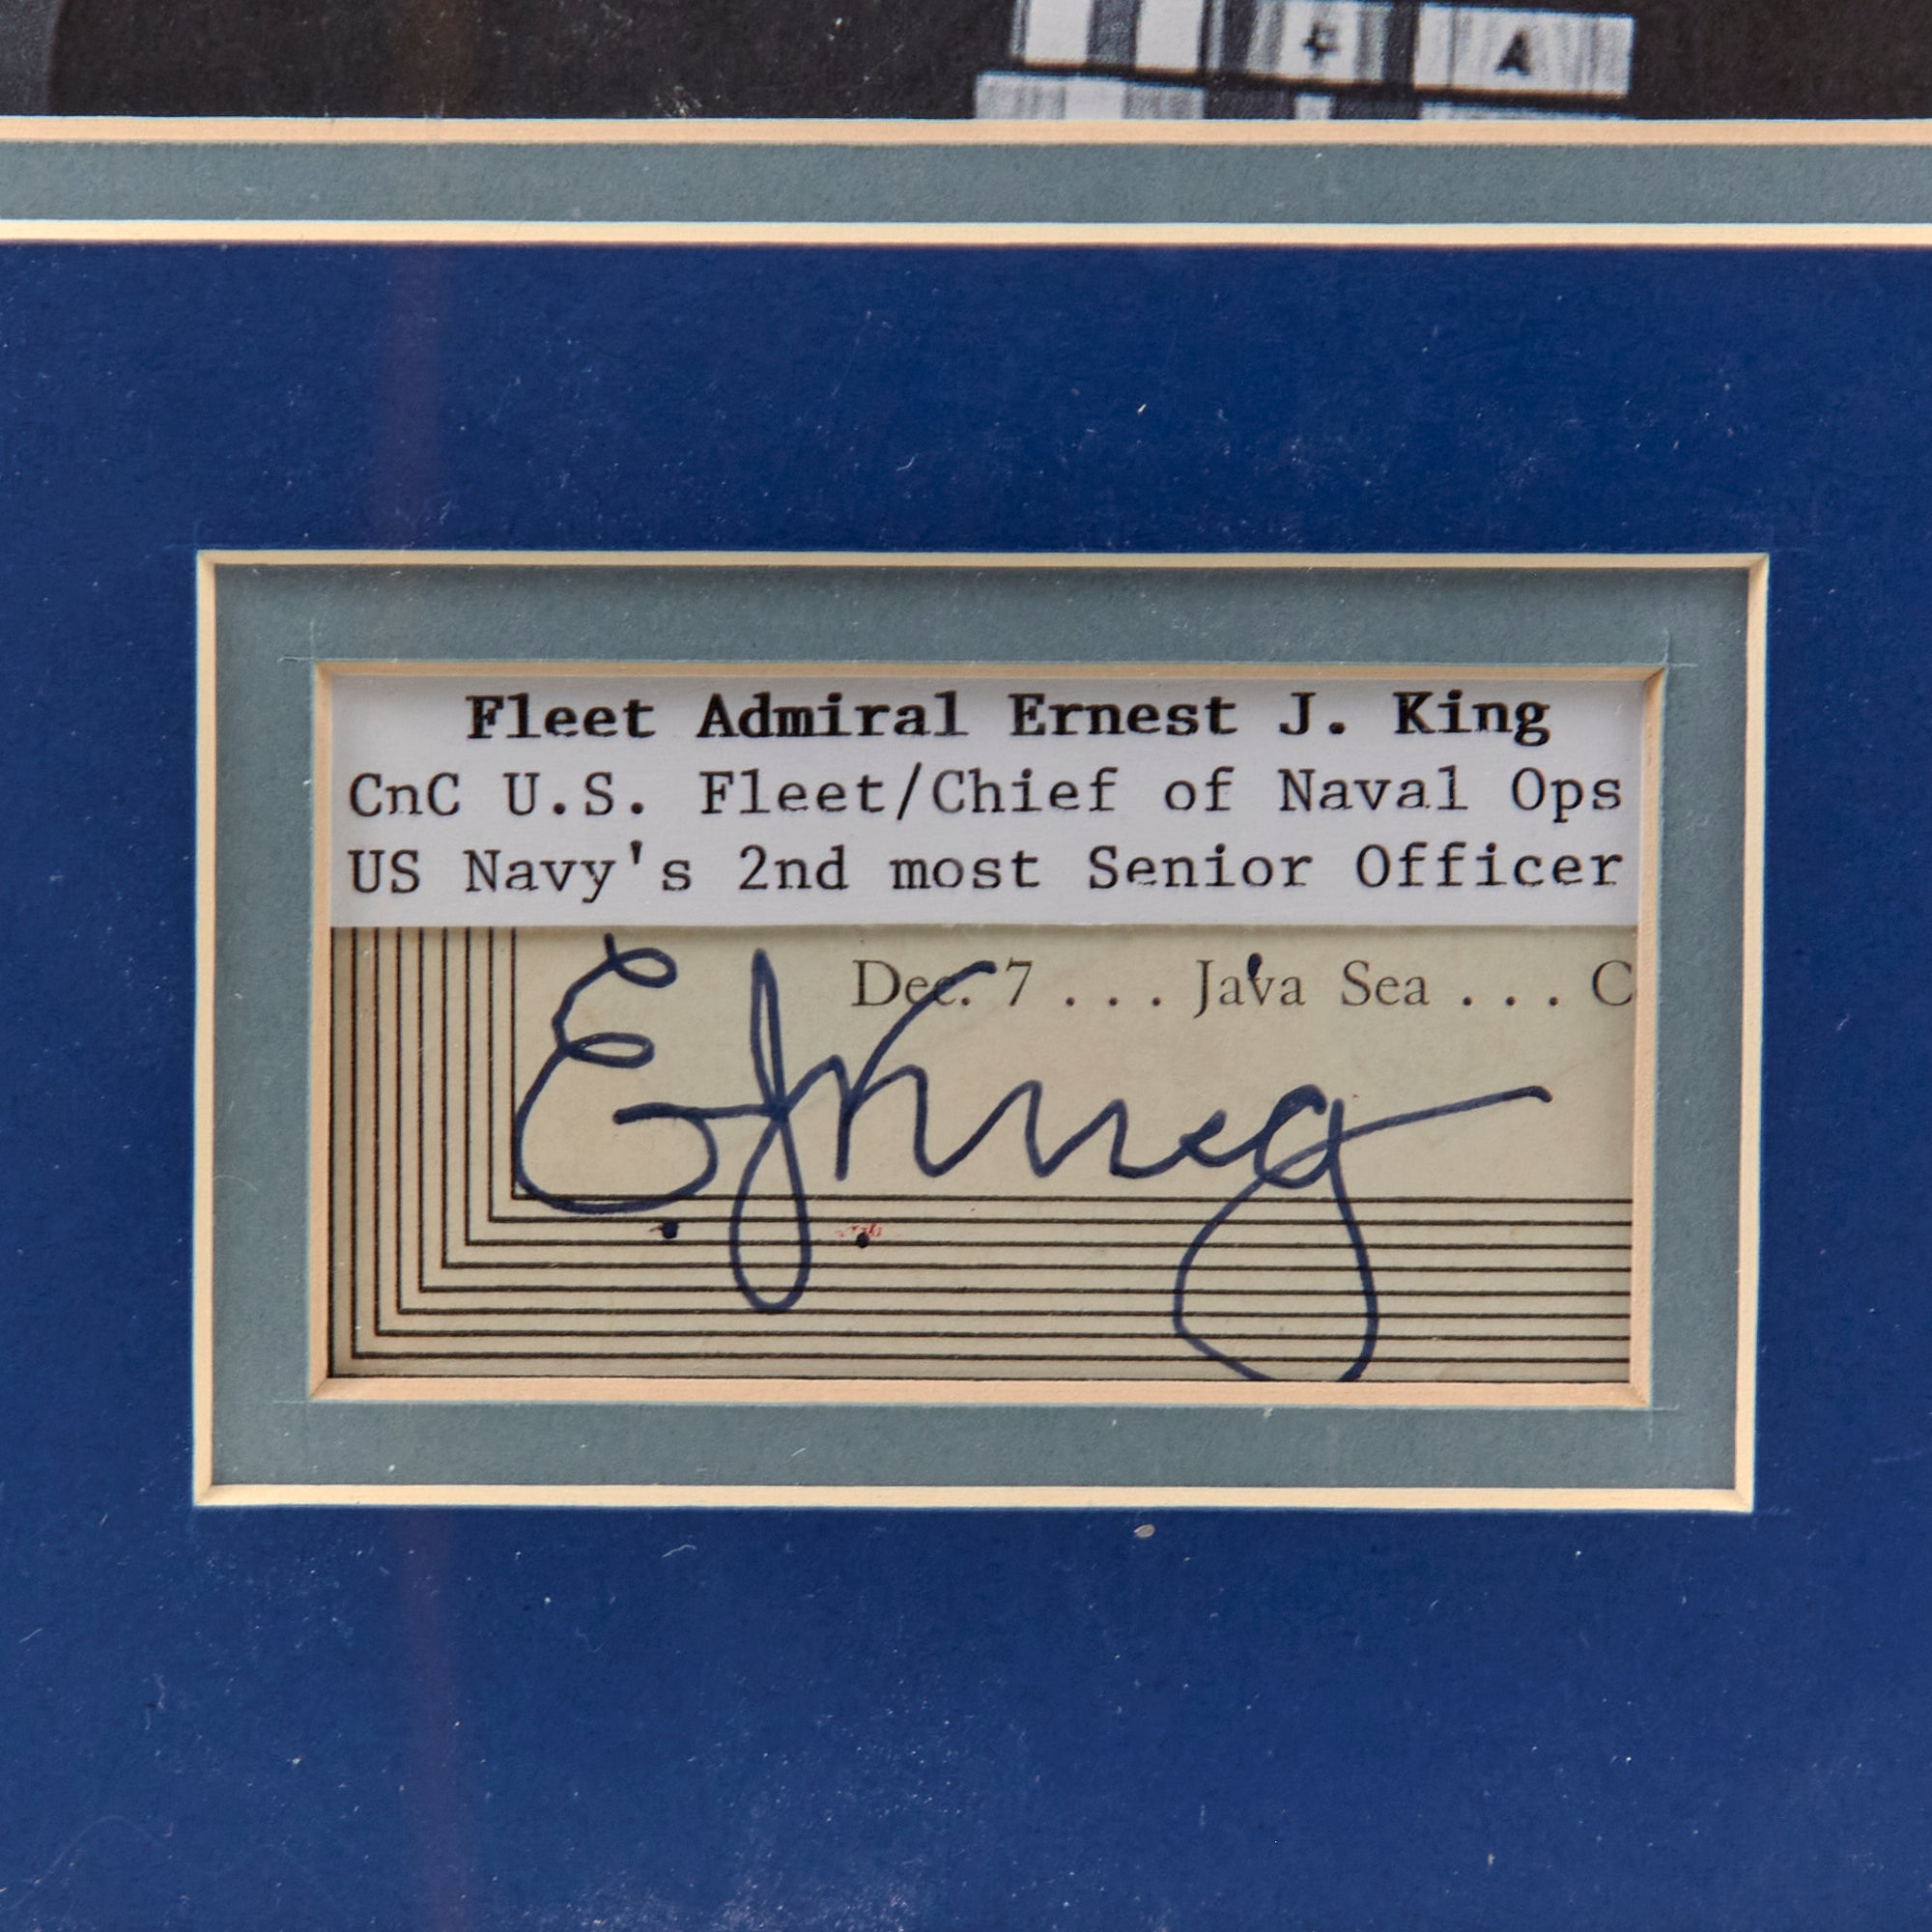 Fleet Admiral Ernest J. King
CnC U.S. Fleet/Chief of Naval Ops
US Navy's 2nd most Senior Officer
Dec. 7 . . . Java Sea . . . C
E J King